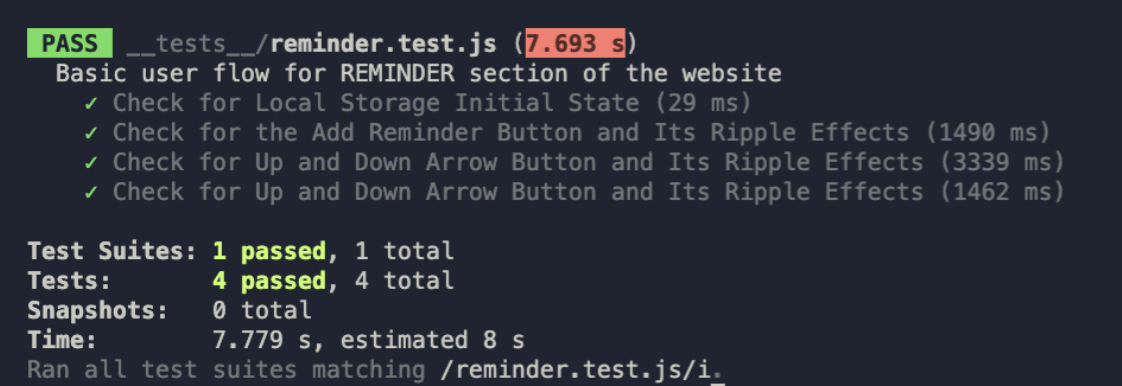 PASS __tests__/reminder.test.js (7.693 s)
Basic user flow for REMINDER section of the website
✓ Check for Local Storage Initial State (29 ms)
✓ Check for the Add Reminder Button and Its Ripple Effects (1490 ms)
✓ Check for Up and Down Arrow Button and Its Ripple Effects (3339 ms)
✓ Check for Up and Down Arrow Button and Its Ripple Effects (1462 ms)
Test Suites: 1 passed, 1 total
Tests: 4 passed, 4 total
Snapshots: 0 total
Time: 7.779 s, estimated 8 s
Ran all test suites matching /reminder.test.js/i.